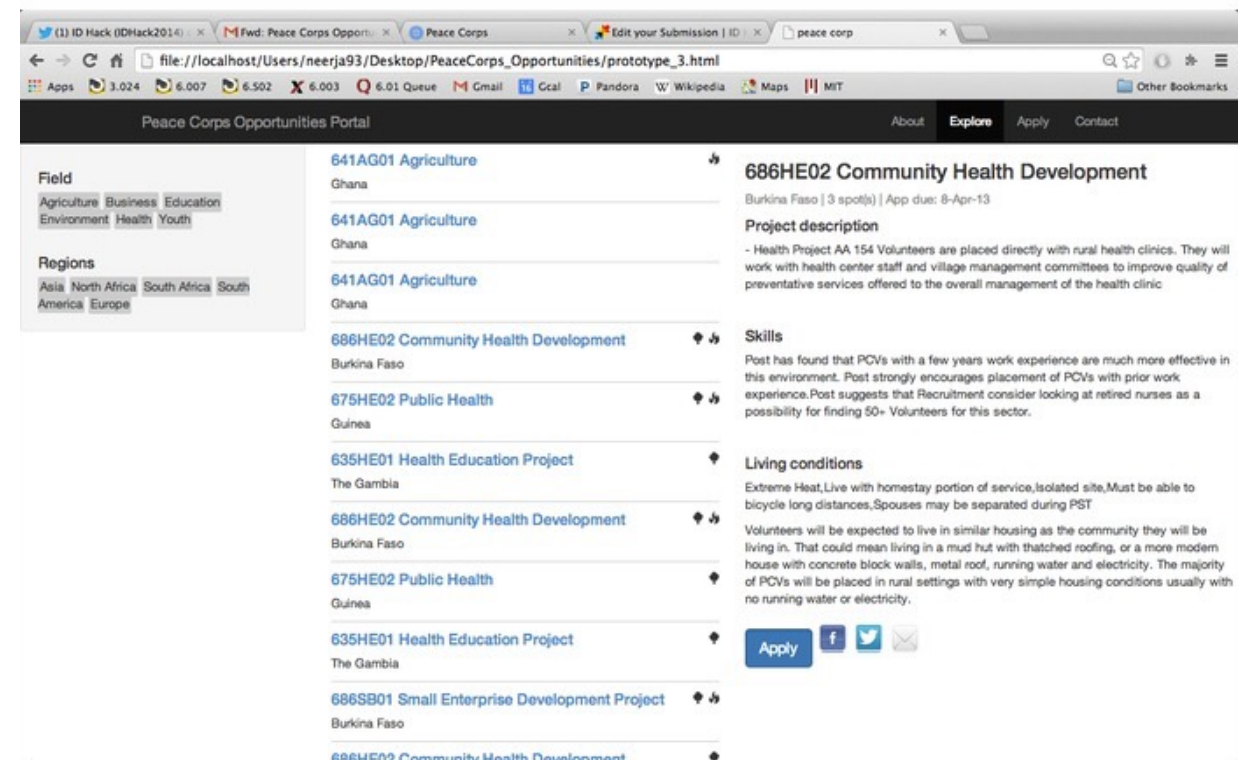 (1) ID Hack (IDHack2014)
Fwd: Peace Corps Opportu
Peace Corps
Edit your Submission | ID
peace corp
file://localhost/Users/neerja93/Desktop/PeaceCorps_Opportunities/prototype_3.html
Apps 3.024 6.007 6.502 6.003 6.01 Queue Gmail Gcal Pandora Wikipedia Maps MIT Other Bookmarks
Peace Corps Opportunities Portal About Explore Apply Contact
Field
Agriculture Business Education
Environment Health Youth
Regions
Asia North Africa South Africa South
America Europe
641AG01 Agriculture
Ghana
641AG01 Agriculture
Ghana
641AG01 Agriculture
Ghana
686HE02 Community Health Development
Burkina Faso
675HE02 Public Health
Guinea
635HE01 Health Education Project
The Gambia
686HE02 Community Health Development
Burkina Faso
675HE02 Public Health
Guinea
635HE01 Health Education Project
The Gambia
686SB01 Small Enterprise Development Project
Burkina Faso
686HE02 Community Health Development
686HE02 Community Health Development
Burkina Faso | 3 spot(s) | App due: 8-Apr-13
Project description
- Health Project AA 154 Volunteers are placed directly with rural health clinics. They will
work with health center staff and village management committees to improve quality of
preventative services offered to the overall management of the health clinic
Skills
Post has found that PCVs with a few years work experience are much more effective in
this environment. Post strongly encourages placement of PCVs with prior work
experience.Post suggests that Recruitment consider looking at retired nurses as a
possibility for finding 50+ Volunteers for this sector.
Living conditions
Extreme Heat,Live with homestay portion of service,Isolated site,Must be able to
bicycle long distances,Spouses may be separated during PST
Volunteers will be expected to live in similar housing as the community they will be
living in. That could mean living in a mud hut with thatched roofing, or a more modern
house with concrete block walls, metal roof, running water and electricity. The majority
of PCVs will be placed in rural settings with very simple housing conditions usually with
no running water or electricity.
Apply